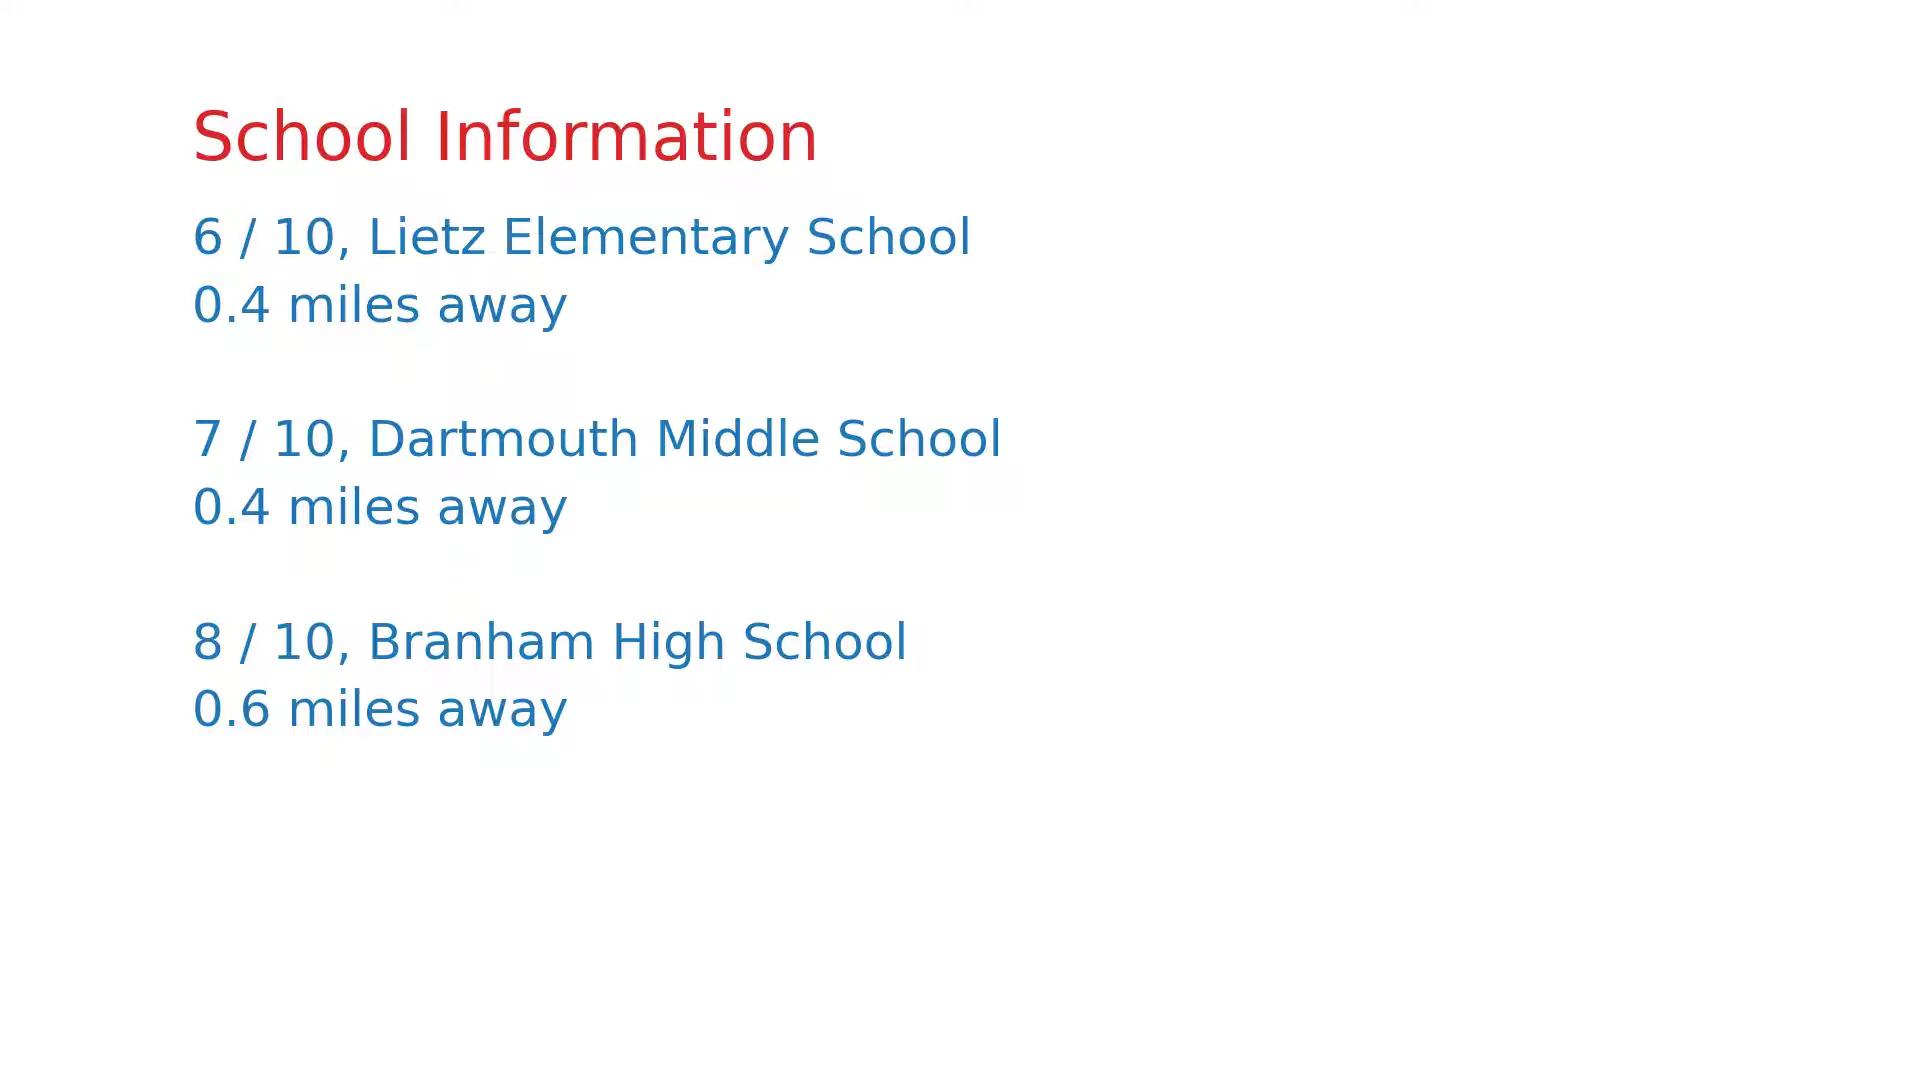 School Information
6 / 10, Lietz Elementary School
0.4 miles away
7 / 10, Dartmouth Middle School
0.4 miles away
8 / 10, Branham High School
0.6 miles away